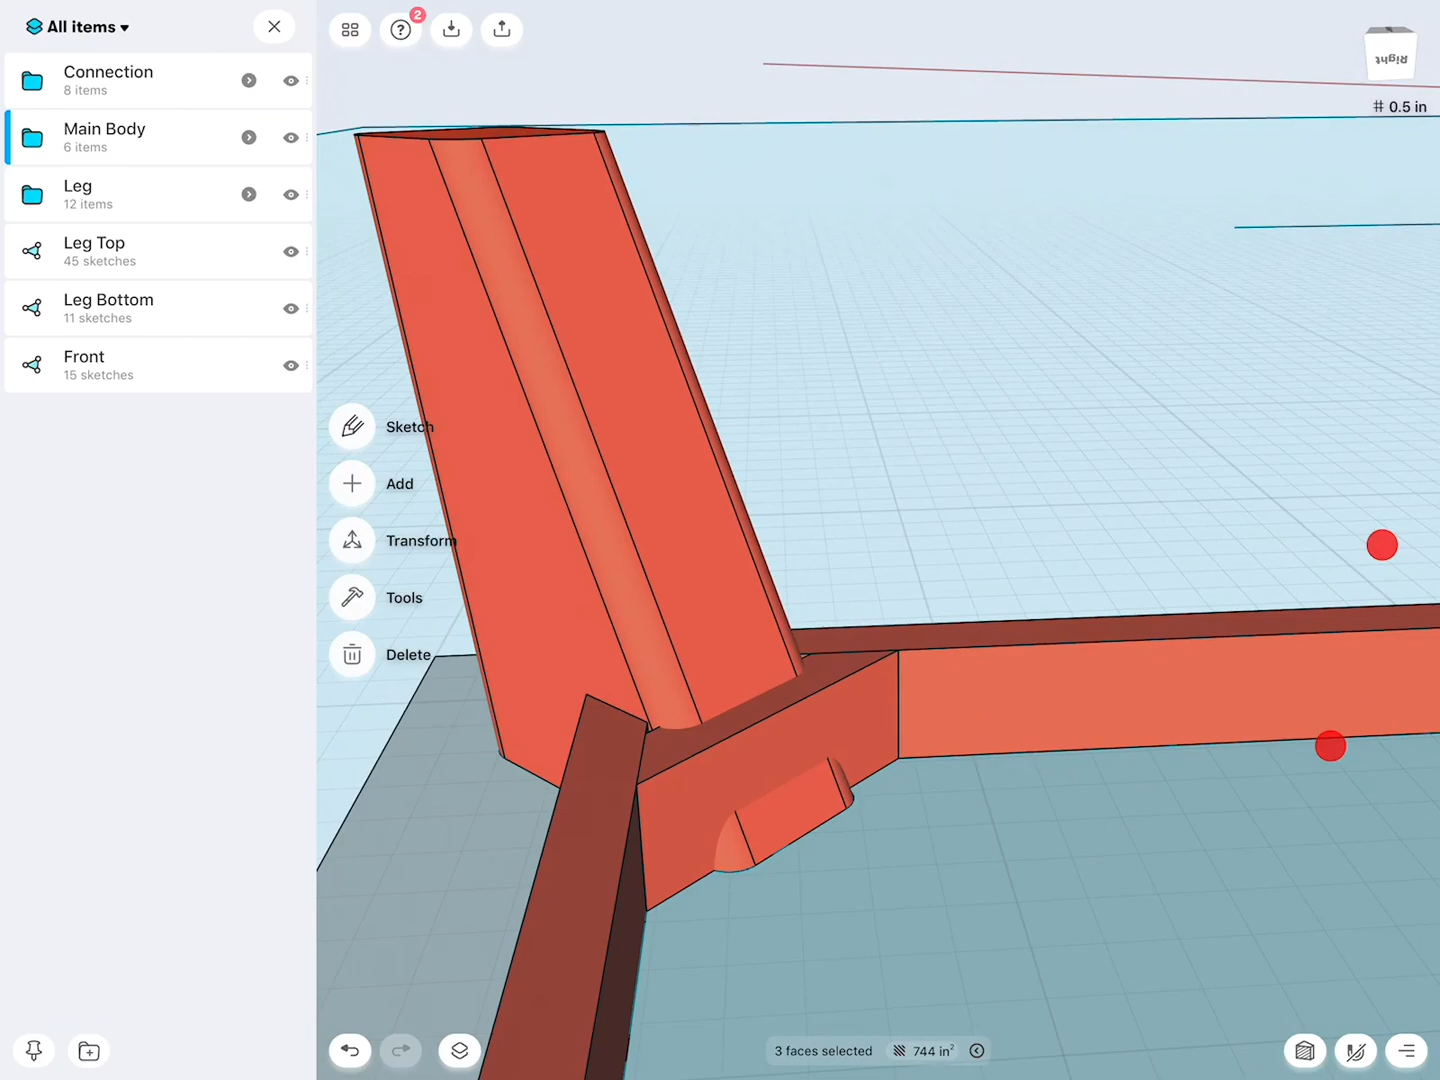 All items
Connection
8 items
Main Body
6 items
Leg
12 items
Leg Top
45 sketches
Leg Bottom
11 sketches
Front
15 sketches
2
Right
0.5 in
Sketch
Add
Transform
Tools
Delete
3 faces selected
744 in²